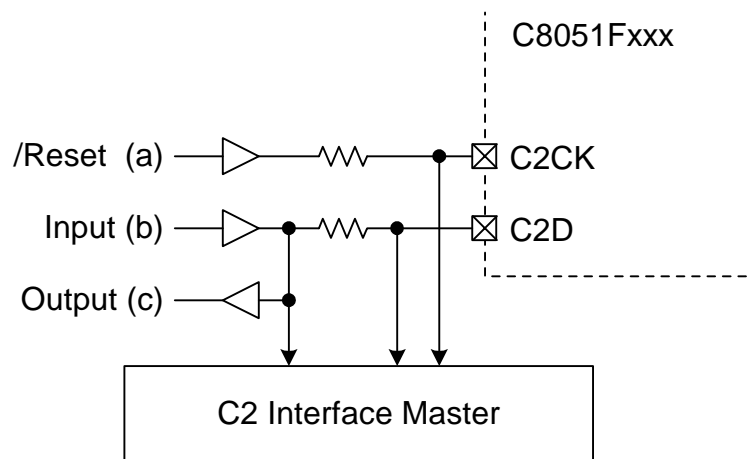 C8051Fxxx
/Reset (a)
C2CK
Input (b)
C2D
Output (c)
C2 Interface Master